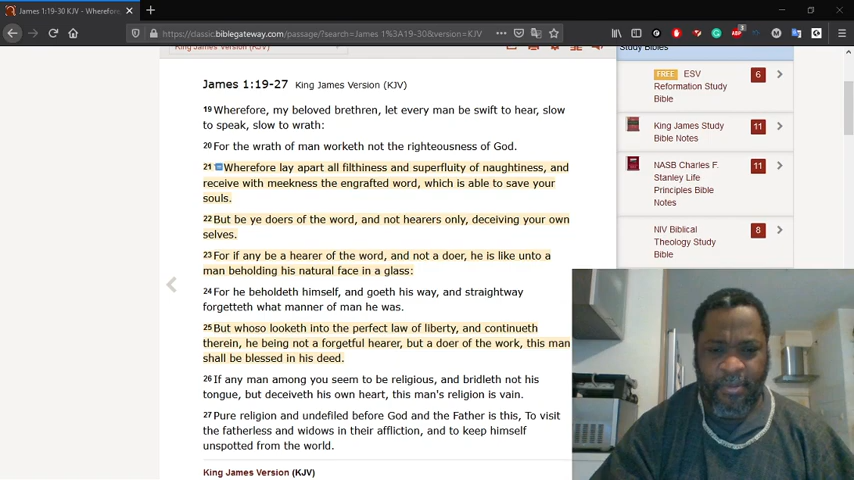 James 1:19-30 KJV - Wherefor
https://classic.biblegateway.com/passage/?search=James 1%3A19-30&version=KJV
King James Version (KJV)
Study Bibles
James 1:19-27 King James Version (KJV)
19 Wherefore, my beloved brethren, let every man be swift to hear, slow
to speak, slow to wrath:
20 For the wrath of man worketh not the righteousness of God.
21 Wherefore lay apart all filthiness and superfluity of naughtiness, and
receive with meekness the engrafted word, which is able to save your
souls.
22 But be ye doers of the word, and not hearers only, deceiving your own
selves.
23 For if any be a hearer of the word, and not a doer, he is like unto a
man beholding his natural face in a glass:
24 For he beholdeth himself, and goeth his way, and straightway
forgetteth what manner of man he was.
25 But whoso looketh into the perfect law of liberty, and continueth
therein, he being not a forgetful hearer, but a doer of the work, this man
shall be blessed in his deed.
26 If any man among you seem to be religious, and bridleth not his
tongue, but deceiveth his own heart, this man's religion is vain.
27 Pure religion and undefiled before God and the Father is this, To visit
the fatherless and widows in their affliction, and to keep himself
unspotted from the world.
King James Version (KJV)
FREE ESV 6
Reformation Study
Bible
King James Study 11
Bible Notes
NASB Charles F. 11
Stanley Life
Principles Bible
Notes
NIV Biblical 8
Theology Study
Bible